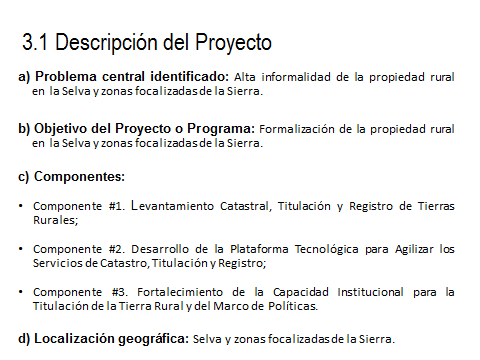 3.1 Descripción del Proyecto
a) Problema central identificado: Alta informalidad de la propiedad rural
en la Selva y zonas focalizadas de la Sierra.
b) Objetivo del Proyecto o Programa: Formalización de la propiedad rural
en la Selva y zonas focalizadas de la Sierra.
c) Componentes:
• Componente #1. Levantamiento Catastral, Titulación y Registro de Tierras
Rurales;
• Componente #2. Desarrollo de la Plataforma Tecnológica para Agilizar los
Servicios de Catastro, Titulación y Registro;
• Componente #3. Fortalecimiento de la Capacidad Institucional para la
Titulación de la Tierra Rural y del Marco de Políticas.
d) Localización geográfica: Selva y zonas focalizadas de la Sierra.